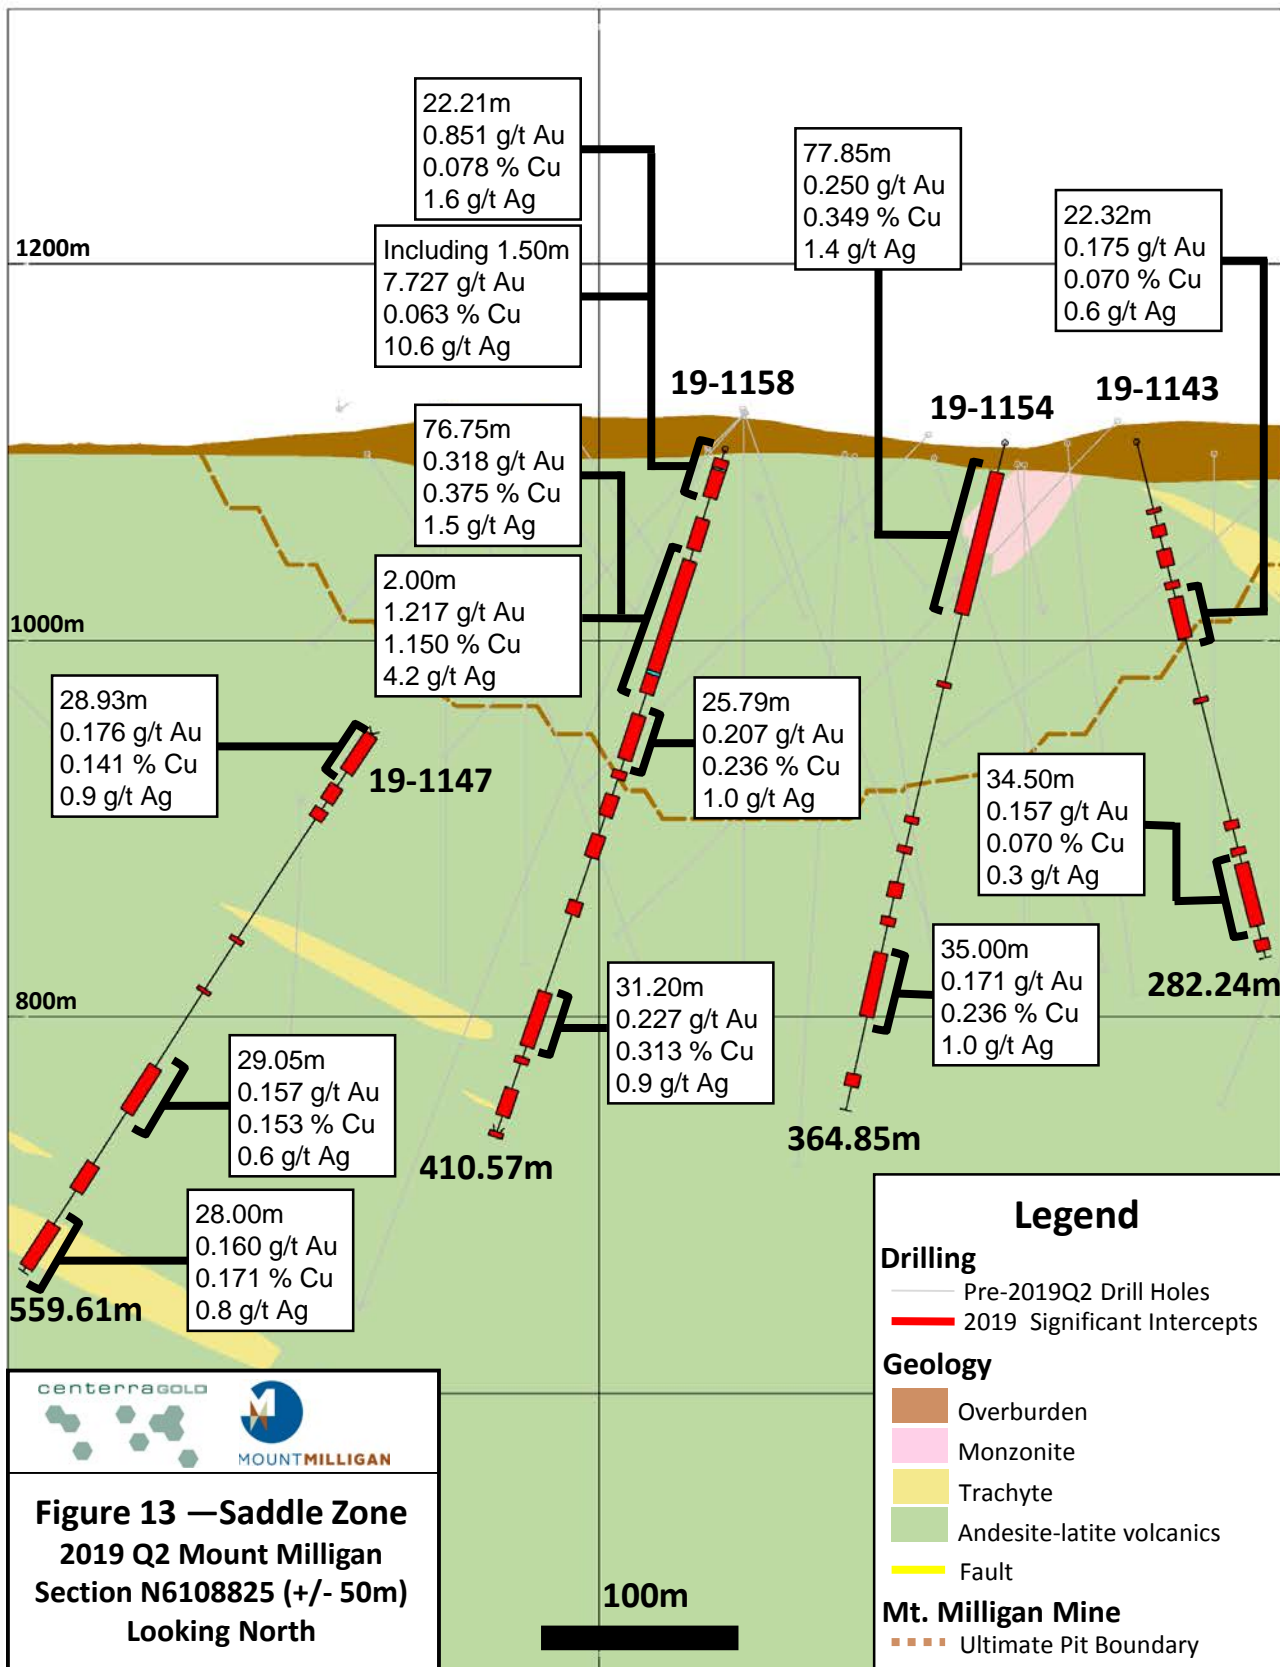 22.21m
0.851 g/t Au
0.078 % Cu
1.6 g/t Ag
77.85m
0.250 g/t Au
0.349 % Cu
1.4 g/t Ag
22.32m
0.175 g/t Au
0.070 % Cu
0.6 g/t Ag
1200m
Including 1.50m
7.727 g/t Au
0.063 % Cu
10.6 g/t Ag
19-1158
19-1154
19-1143
76.75m
0.318 g/t Au
0.375 % Cu
1.5 g/t Ag
2.00m
1.217 g/t Au
1.150 % Cu
4.2 g/t Ag
1000m
28.93m
0.176 g/t Au
0.141 % Cu
0.9 g/t Ag
19-1147
25.79m
0.207 g/t Au
0.236 % Cu
1.0 g/t Ag
34.50m
0.157 g/t Au
0.070 % Cu
0.3 g/t Ag
800m
31.20m
0.227 g/t Au
0.313 % Cu
0.9 g/t Ag
35.00m
0.171 g/t Au
0.236 % Cu
1.0 g/t Ag
282.24m
29.05m
0.157 g/t Au
0.153 % Cu
0.6 g/t Ag
410.57m
364.85m
28.00m
0.160 g/t Au
0.171 % Cu
0.8 g/t Ag
559.61m
Legend
Drilling
Pre-2019Q2 Drill Holes
2019 Significant Intercepts
Geology
Overburden
Monzonite
Trachyte
Andesite-latite volcanics
Fault
Mt. Milligan Mine
Ultimate Pit Boundary
centerraGOLD
MOUNTMILLIGAN
Figure 13 —Saddle Zone
2019 Q2 Mount Milligan
Section N6108825 (+/- 50m)
Looking North
100m